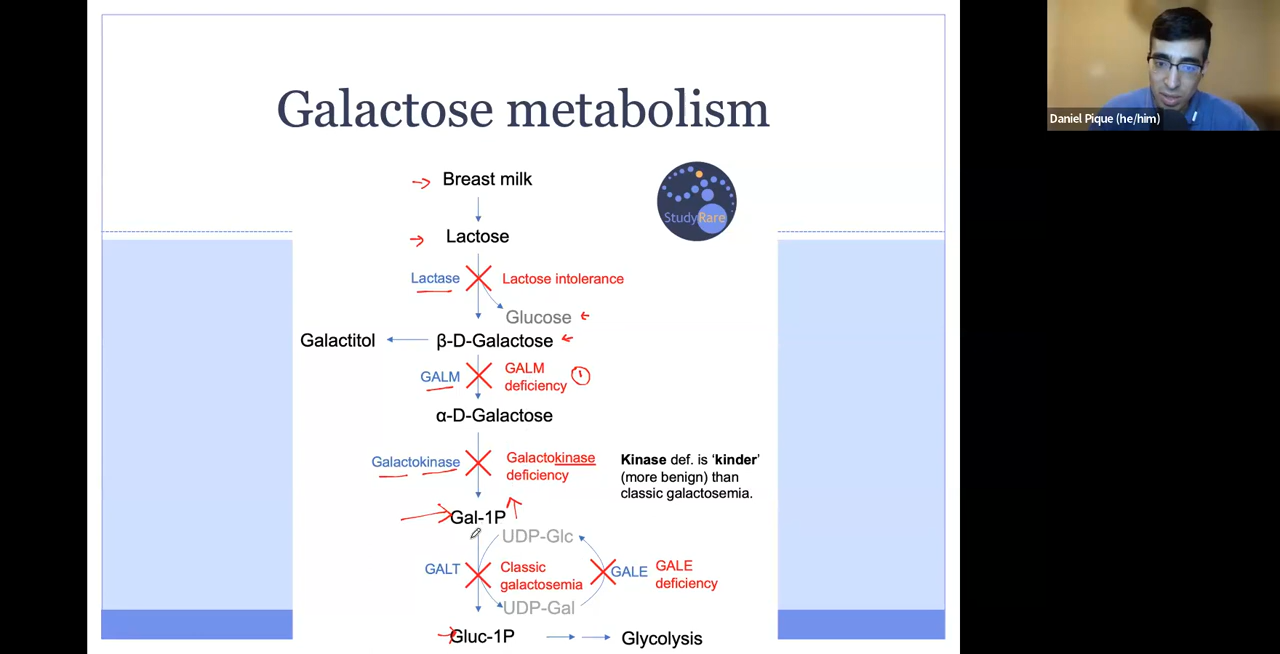 Galactose metabolism
Daniel Pique (he/him)
Breast milk
StudyRare
Lactose
Lactase
Lactose intolerance
Glucose
Galactitol
β-D-Galactose
GALM
GALM
deficiency
1
α-D-Galactose
Galactokinase
Galactokinase
deficiency
Kinase def. is ‘kinder’
(more benign) than
classic galactosemia.
Gal-1P
UDP-Glc
GALT
Classic
galactosemia
GALE
GALE
deficiency
UDP-Gal
Gluc-1P
Glycolysis